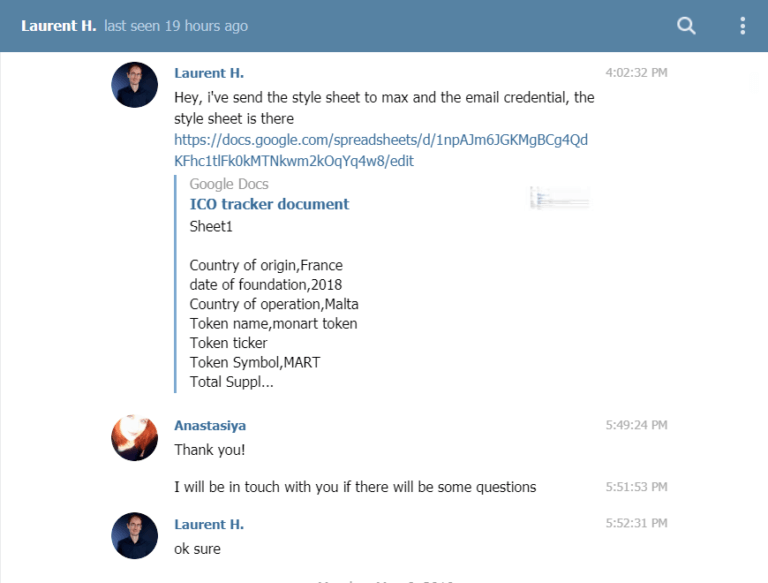 Laurent H. last seen 19 hours ago
Laurent H. 4:02:32 PM
Hey, i've send the style sheet to max and the email credential, the
style sheet is there
https://docs.google.com/spreadsheets/d/1npAJm6JGKMgBCg4Qd
KFhc1tlFk0kMTNkwm2kOqYq4w8/edit
Google Docs
ICO tracker document
Sheet1
Country of origin,France
date of foundation,2018
Country of operation,Malta
Token name,monart token
Token ticker
Token Symbol,MART
Total Suppl...
Anastasiya 5:49:24 PM
Thank you!
I will be in touch with you if there will be some questions 5:51:53 PM
Laurent H. 5:52:31 PM
ok sure